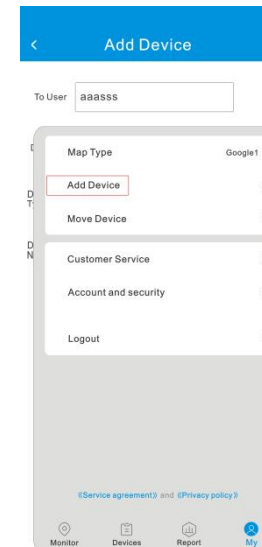 Add Device
To User aaasss
Map Type Google1
D
Add Device
D
T
Move Device
D
N
Customer Service
Account and security
Logout
《Service agreement》 and 《Privacy policy》
Monitor Devices Report My